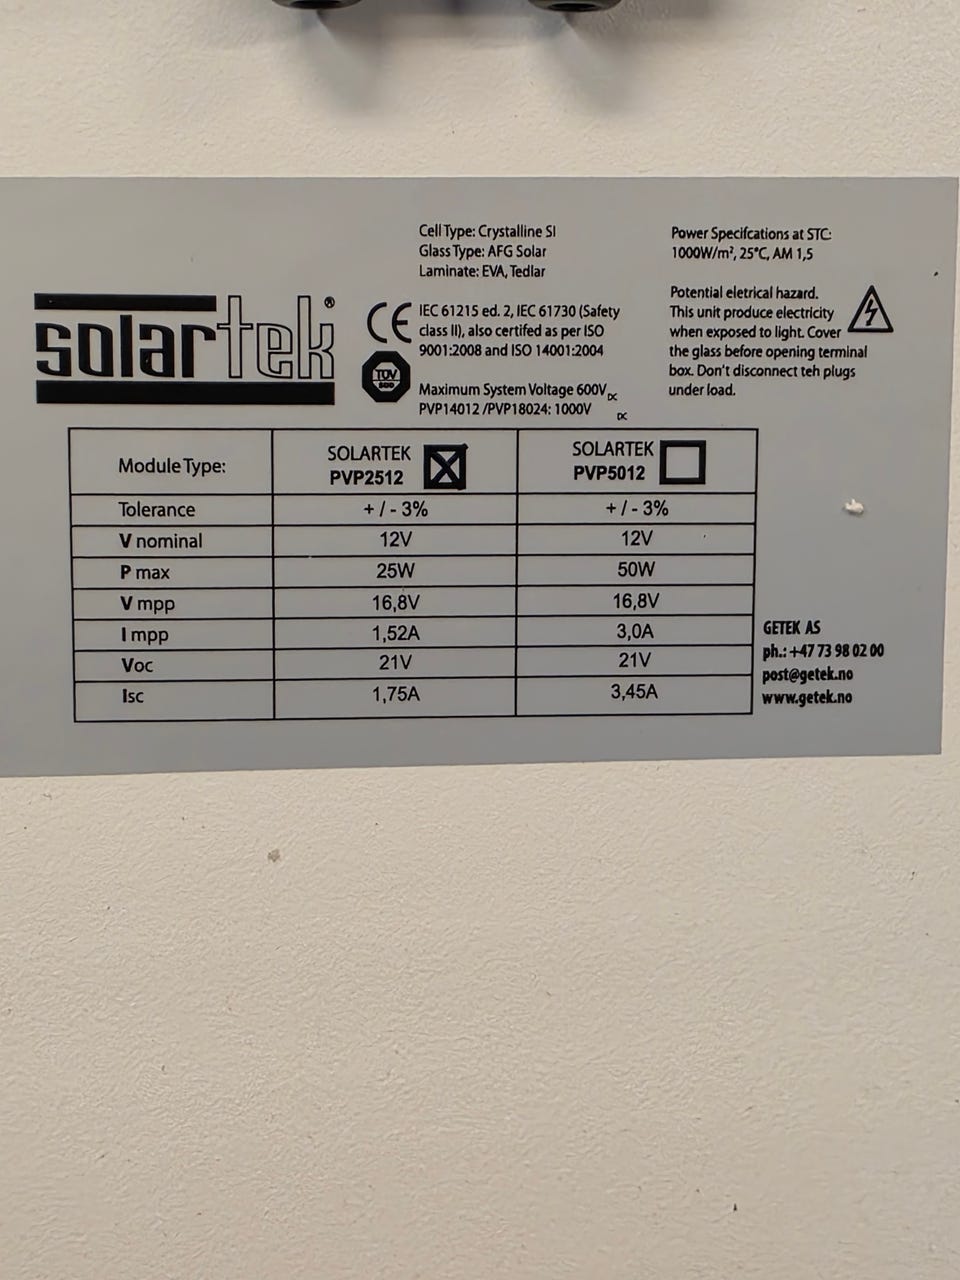 solartek®
Cell Type: Crystalline SI
Glass Type: AFG Solar
Laminate: EVA, Tedlar
CE
IEC 61215 ed. 2, IEC 61730 (Safety
class II), also certifed as per ISO
9001:2008 and ISO 14001:2004
TÜV
SÜD
Maximum System Voltage 600V DC
PVP14012 /PVP18024: 1000V DC
Power Specifcations at STC:
1000W/m², 25°C, AM 1,5
Potential eletrical hazard.
This unit produce electricity
when exposed to light. Cover
the glass before opening terminal
box. Don't disconnect teh plugs
under load.
Module Type: SOLARTEK PVP2512 SOLARTEK PVP5012
Tolerance + / - 3% + / - 3%
V nominal 12V 12V
P max 25W 50W
V mpp 16,8V 16,8V
I mpp 1,52A 3,0A
Voc 21V 21V
Isc 1,75A 3,45A
GETEK AS
ph.: +47 73 98 02 00
post@getek.no
www.getek.no